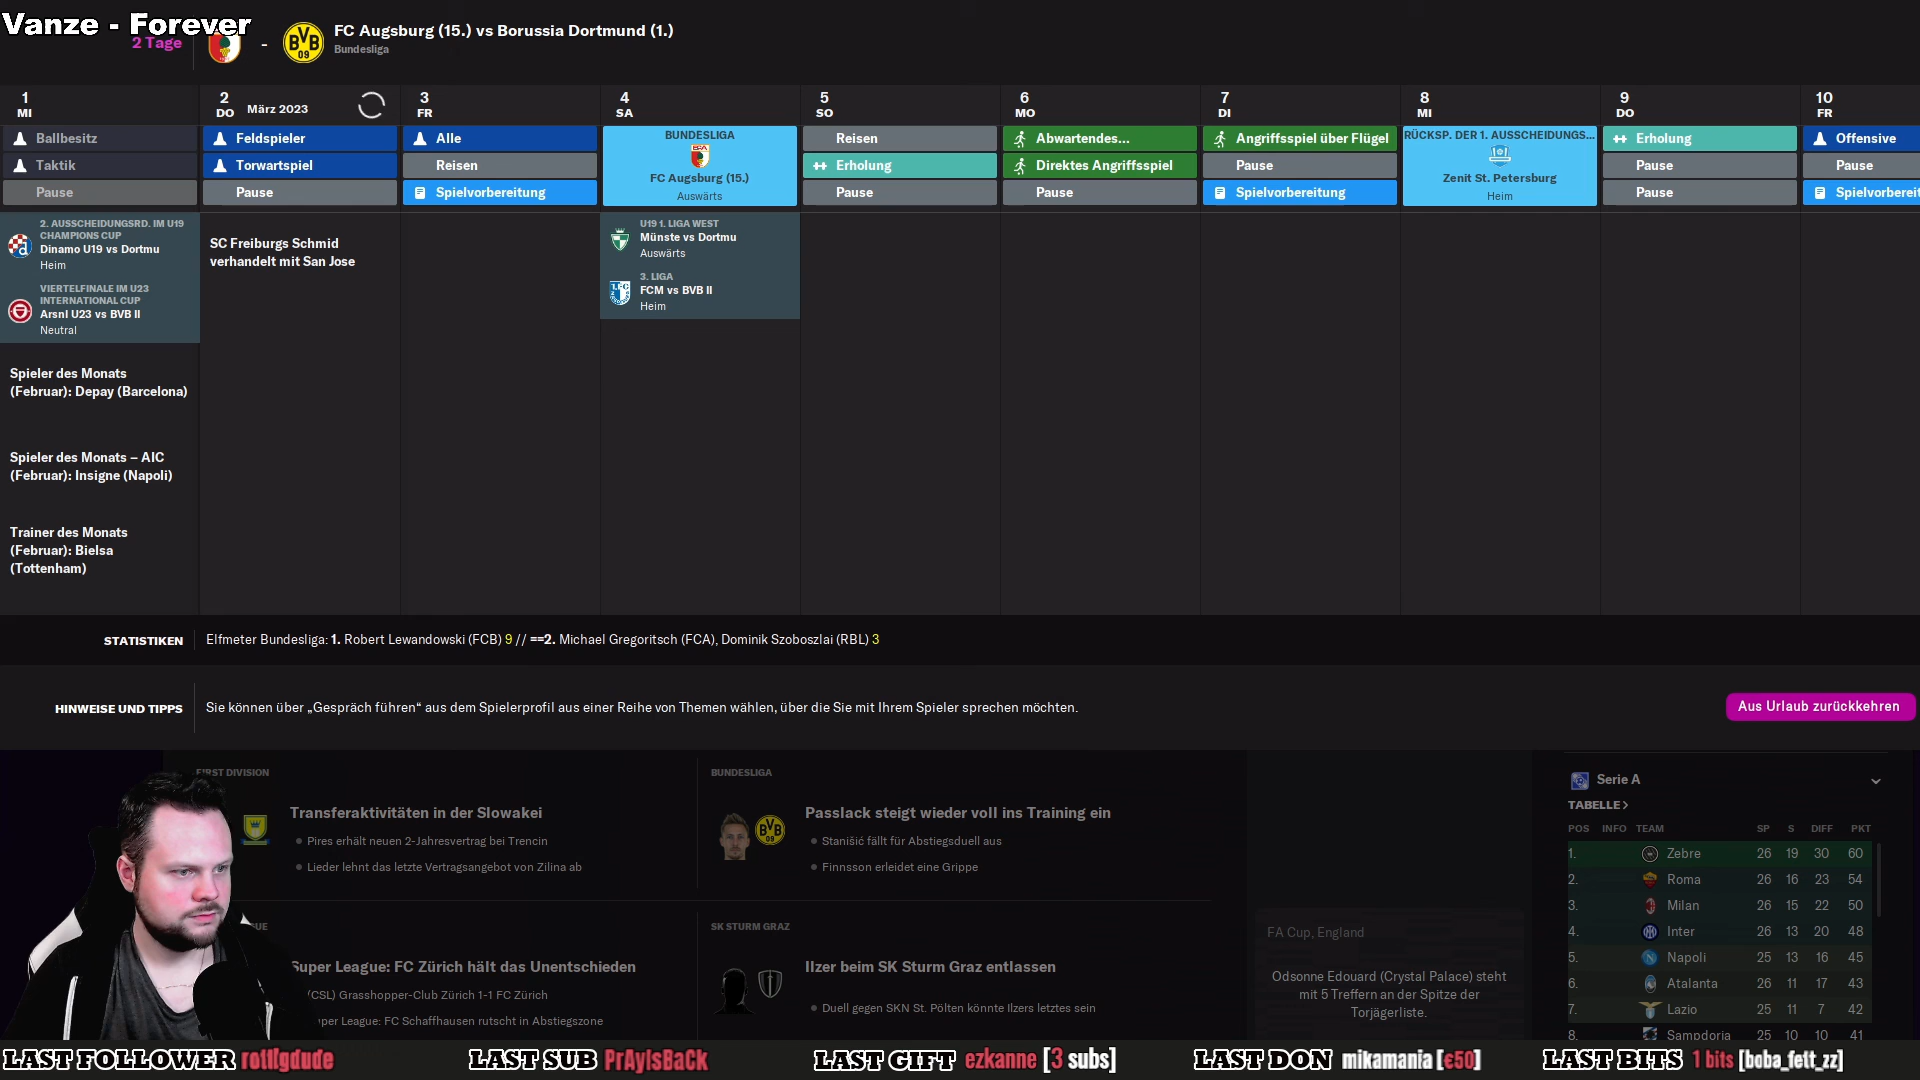 Vanze - Forever
2 Tage
-
FC Augsburg (15.) vs Borussia Dortmund (1.)
Bundesliga
1
MI
2
DO
März 2023
3
FR
4
SA
5
SO
6
MO
7
DI
8
MI
9
DO
10
FR
Ballbesitz
Taktik
Pause
Feldspieler
Torwartspiel
Pause
Alle
Reisen
Spielvorbereitung
BUNDESLIGA
FC Augsburg (15.)
Auswärts
Reisen
Erholung
Pause
Abwartendes...
Direktes Angriffsspiel
Pause
Angriffsspiel über Flügel
Pause
Spielvorbereitung
RÜCKSP. DER 1. AUSSCHEIDUNGS...
Zenit St. Petersburg
Heim
Erholung
Pause
Pause
Offensive
Pause
Spielvorbereit
2. AUSSCHEIDUNGSRD. IM U19
CHAMPIONS CUP
Dinamo U19 vs Dortmu
Heim
VIERTELFINALE IM U23
INTERNATIONAL CUP
Arsnl U23 vs BVB II
Neutral
Spieler des Monats
(Februar): Depay (Barcelona)
Spieler des Monats – AIC
(Februar): Insigne (Napoli)
Trainer des Monats
(Februar): Bielsa
(Tottenham)
SC Freiburgs Schmid
verhandelt mit San Jose
U19 1. LIGA WEST
Münste vs Dortmu
Auswärts
3. LIGA
FCM vs BVB II
Heim
STATISTIKEN
Elfmeter Bundesliga: 1. Robert Lewandowski (FCB) 9 // ==2. Michael Gregoritsch (FCA), Dominik Szoboszlai (RBL) 3
HINWEISE UND TIPPS
Sie können über „Gespräch führen“ aus dem Spielerprofil aus einer Reihe von Themen wählen, über die Sie mit Ihrem Spieler sprechen möchten.
Aus Urlaub zurückkehren
FIRST DIVISION
Transferaktivitäten in der Slowakei
Pires erhält neuen 2-Jahresvertrag bei Trencin
Lieder lehnt das letzte Vertragsangebot von Zilina ab
BUNDESLIGA
Passlack steigt wieder voll ins Training ein
Stanišić fällt für Abstiegsduell aus
Finnsson erleidet eine Grippe
Super League: FC Zürich hält das Unentschieden
(CSL) Grasshopper-Club Zürich 1-1 FC Zürich
Super League: FC Schaffhausen rutscht in Abstiegszone
SK STURM GRAZ
Ilzer beim SK Sturm Graz entlassen
Duell gegen SKN St. Pölten könnte Ilzers letztes sein
FA Cup, England
Odsonne Edouard (Crystal Palace) steht
mit 5 Treffern an der Spitze der
Torjägerliste.
Serie A
TABELLE
POS INFO TEAM SP S DIFF PKT
1. Zebre 26 19 30 60
2. Roma 26 16 23 54
3. Milan 26 15 22 50
4. Inter 26 13 20 48
5. Napoli 25 13 16 45
6. Atalanta 26 11 17 43
7. Lazio 25 11 7 42
8. Sampdoria 25 10 10 41
LAST FOLLOWER rottlgdude
LAST SUB PrAyIsBaCk
LAST GIFT ezkanne [3 subs]
LAST DON mikamania [€50]
LAST BITS 1 bits [boba_fett_zz]